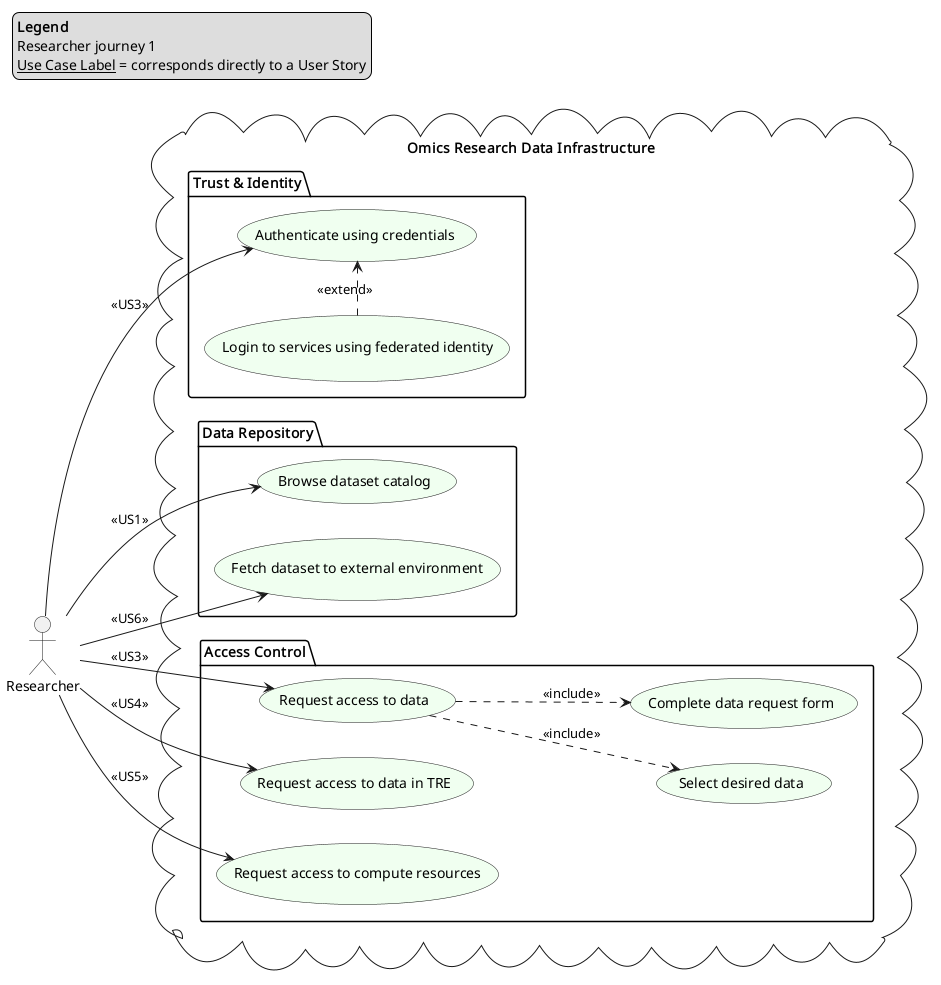 Legend
Researcher journey 1
Use Case Label = corresponds directly to a User Story
Omics Research Data Infrastructure
Trust & Identity
Authenticate using credentials
«extend»
«US3»
Login to services using federated identity
Data Repository
Browse dataset catalog
«US1»
Fetch dataset to external environment
«US6»
Researcher
«US3»
Access Control
Request access to data
«include»
Complete data request form
«US4»
«include»
Request access to data in TRE
Select desired data
«US5»
Request access to compute resources